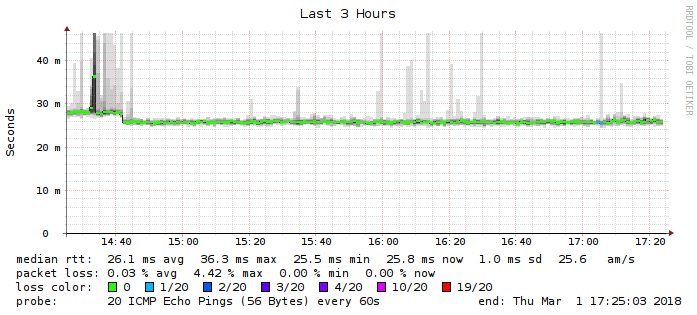 Last 3 Hours
RRDTOOL / TOBI OETIKER
Seconds
40 m
30 m
20 m
10 m
0
14:40 15:00 15:20 15:40 16:00 16:20 16:40 17:00 17:20
median rtt: 26.1 ms avg 36.3 ms max 25.5 ms min 25.8 ms now 1.0 ms sd 25.6 am/s
packet loss: 0.03 % avg 4.42 % max 0.00 % min 0.00 % now
loss color: 0 1/20 2/20 3/20 4/20 10/20 19/20
probe: 20 ICMP Echo Pings (56 Bytes) every 60s end: Thu Mar 1 17:25:03 2018